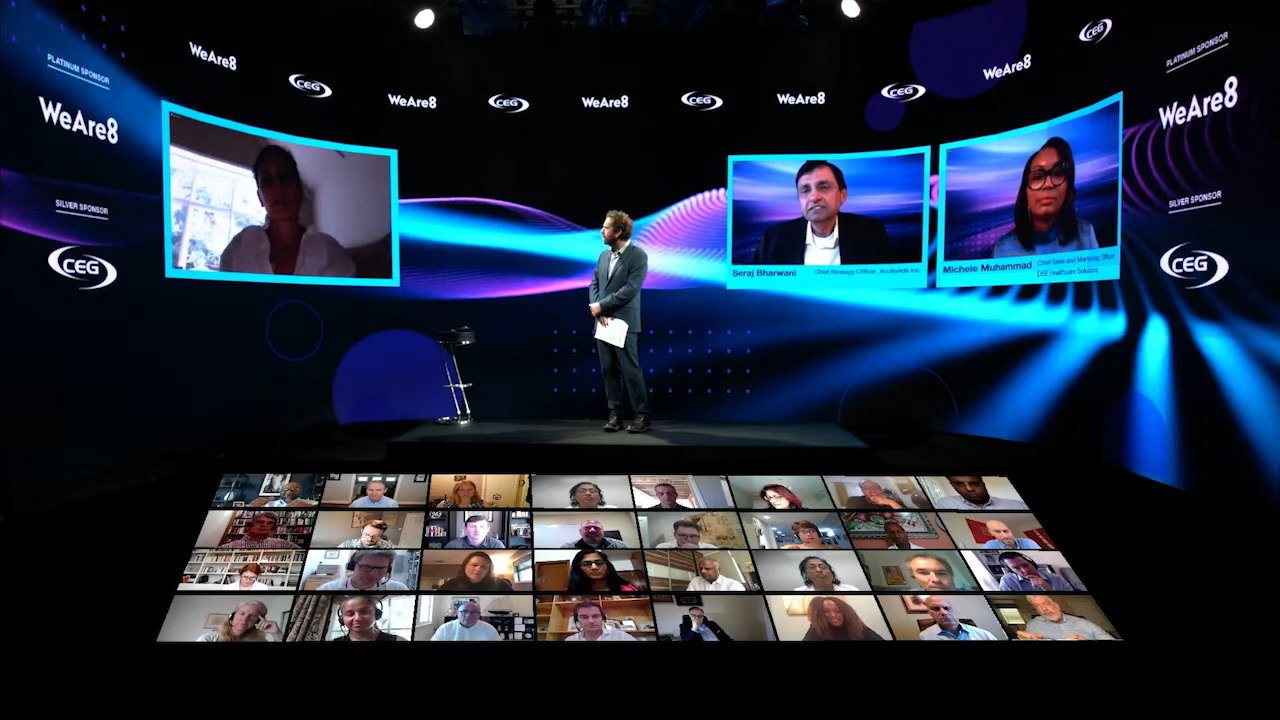 PLATINUM SPONSOR
WeAre8
SILVER SPONSOR
CEG
WeAre8
CEG
WeAre8
CEG
WeAre8
CEG
WeAre8
CEG
WeAre8
CEG
PLATINUM SPONSOR
WeAre8
SILVER SPONSOR
CEG
Seraj Bharwani Chief Strategy Officer, AcuityAds Inc.
Michele Muhammad Chief Sales and Marketing Officer
DiSE Healthcare Solutions